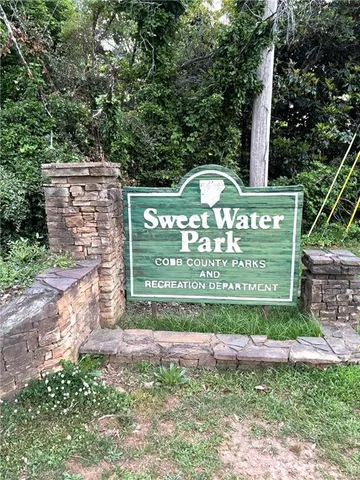 Sweet Water
Park
COBB COUNTY PARKS
AND
RECREATION DEPARTMENT